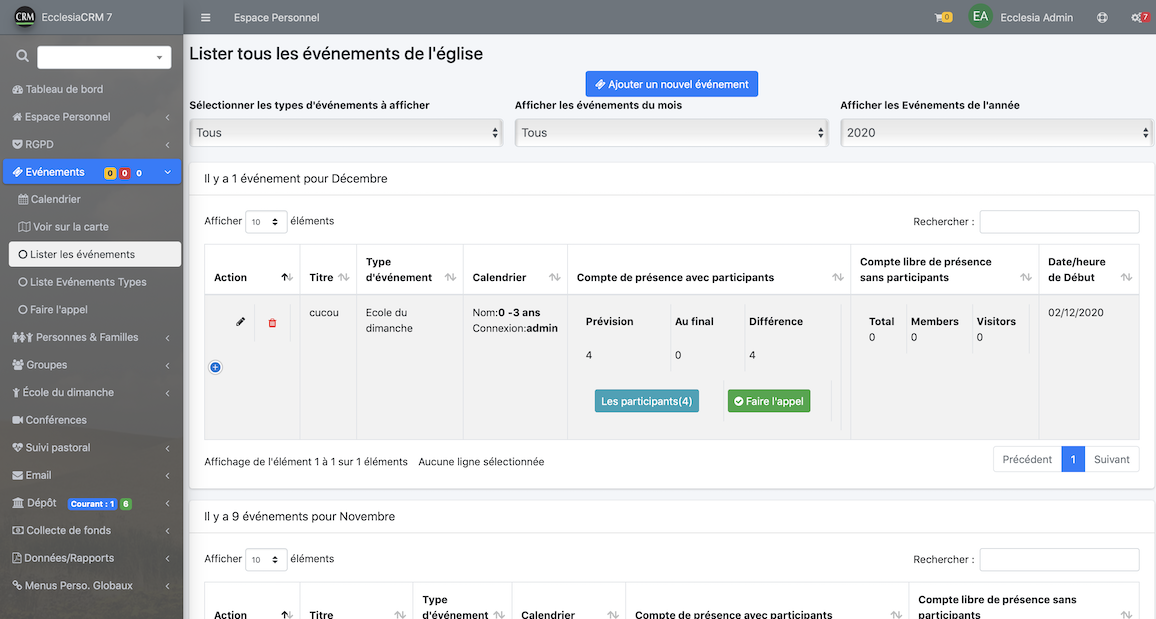 CRM EcclesiaCRM 7
Espace Personnel
0
EA Ecclesia Admin
7
Tableau de bord
Espace Personnel
RGPD
Evénements 0 0 0
Calendrier
Voir sur la carte
Lister les événements
Liste Evénements Types
Faire l'appel
Personnes & Familles
Groupes
École du dimanche
Conférences
Suivi pastoral
Email
Dépôt Courant : 1 6
Collecte de fonds
Données/Rapports
Menus Perso. Globaux
Lister tous les événements de l'église
Ajouter un nouvel événement
Sélectionner les types d'événements à afficher
Tous
Afficher les événements du mois
Tous
Afficher les Evénements de l'année
2020
Il y a 1 événement pour Décembre
Afficher 10 éléments
Rechercher :
Action
Titre
Type
d'événement
Calendrier
Compte de présence avec participants
Compte libre de présence
sans participants
Date/heure
de Début
cucou
Ecole du
dimanche
Nom:0 -3 ans
Connexion:admin
Prévision Au final Différence
4 0 4
Les participants(4) Faire l'appel
Total Members Visitors
0 0 0
02/12/2020
Affichage de l'élément 1 à 1 sur 1 éléments Aucune ligne sélectionnée
Précédent 1 Suivant
Il y a 9 événements pour Novembre
Afficher 10 éléments
Rechercher :
Action
Titre
Type
d'événement
Calendrier
Compte de présence avec participants
Compte libre de présence sans
participants